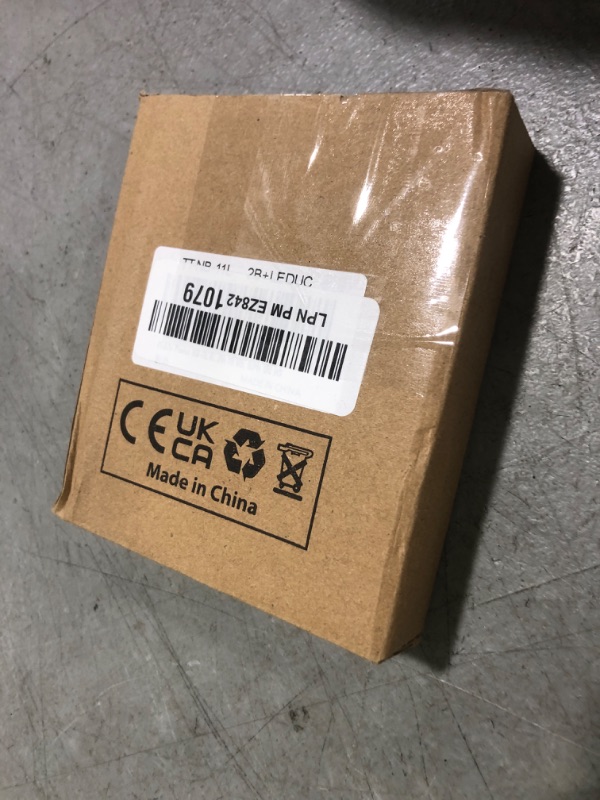 LPN PM EZ842 1079
CE UK
CA
Made in China